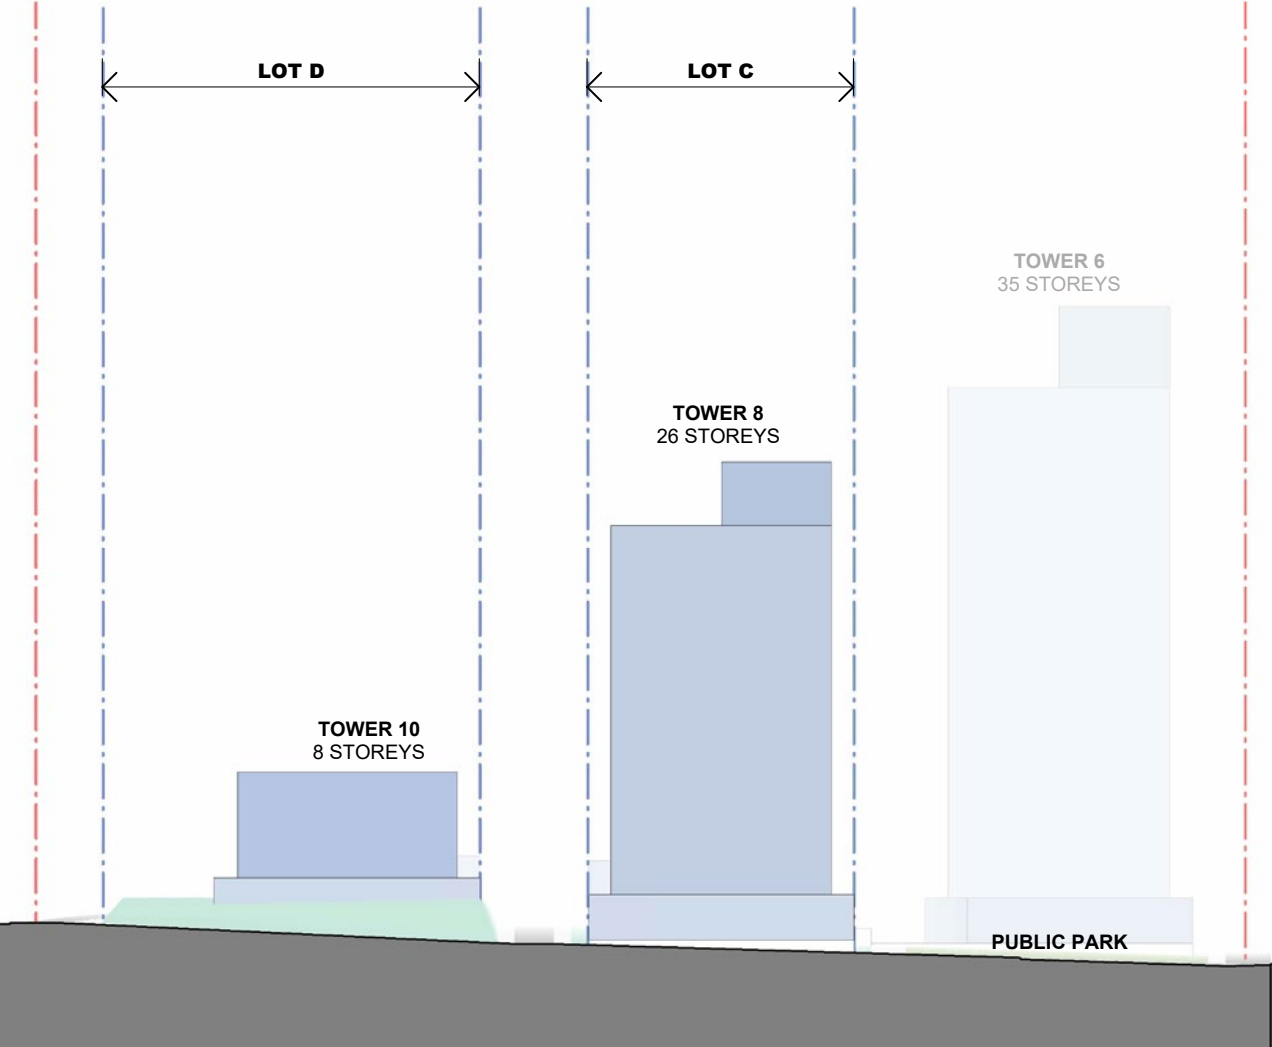 LOT D
LOT C
TOWER 6
35 STOREYS
TOWER 8
26 STOREYS
TOWER 10
8 STOREYS
PUBLIC PARK